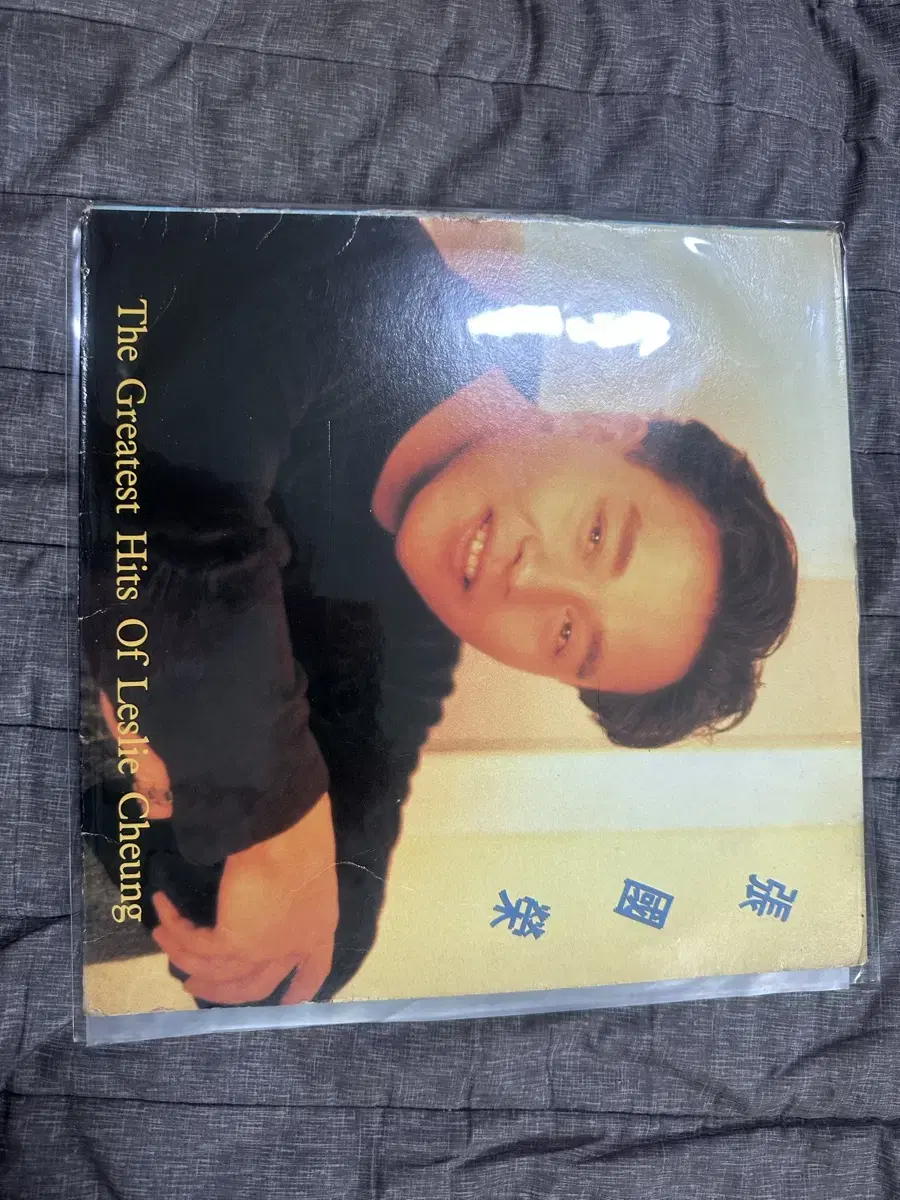 張國榮
The Greatest Hits Of Leslie Cheung